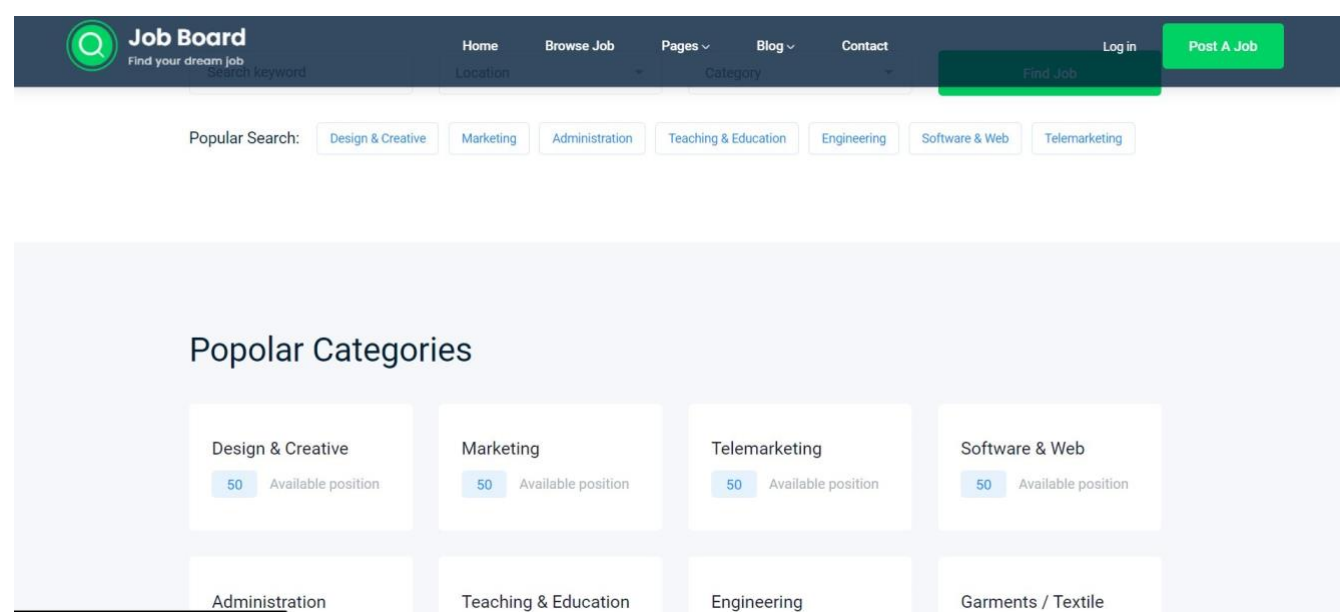 Job Board
Find your dream job
Home Browse Job Pages Blog Contact Log in Post A Job
Search keyword Location Category Find Job
Popular Search: Design & Creative Marketing Administration Teaching & Education Engineering Software & Web Telemarketing
Popolar Categories
Design & Creative Marketing Telemarketing Software & Web
50 Available position 50 Available position 50 Available position 50 Available position
Administration Teaching & Education Engineering Garments / Textile